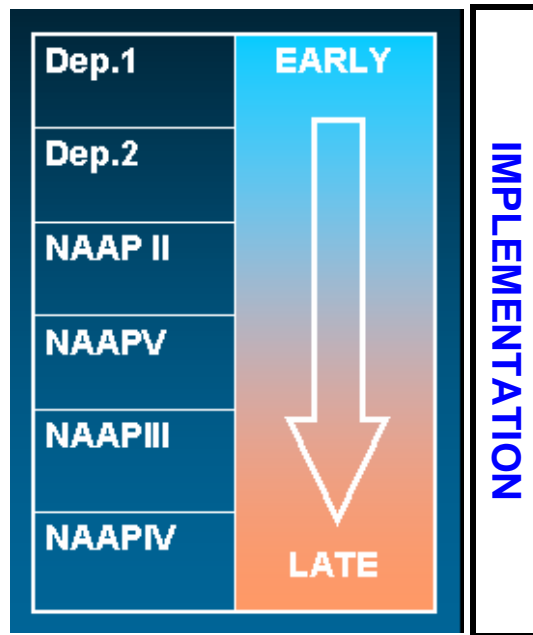 Dep.1
EARLY
Dep.2
NAAP II
NAAPV
NAAPIII
NAAPIV
LATE
IMPLEMENTATION